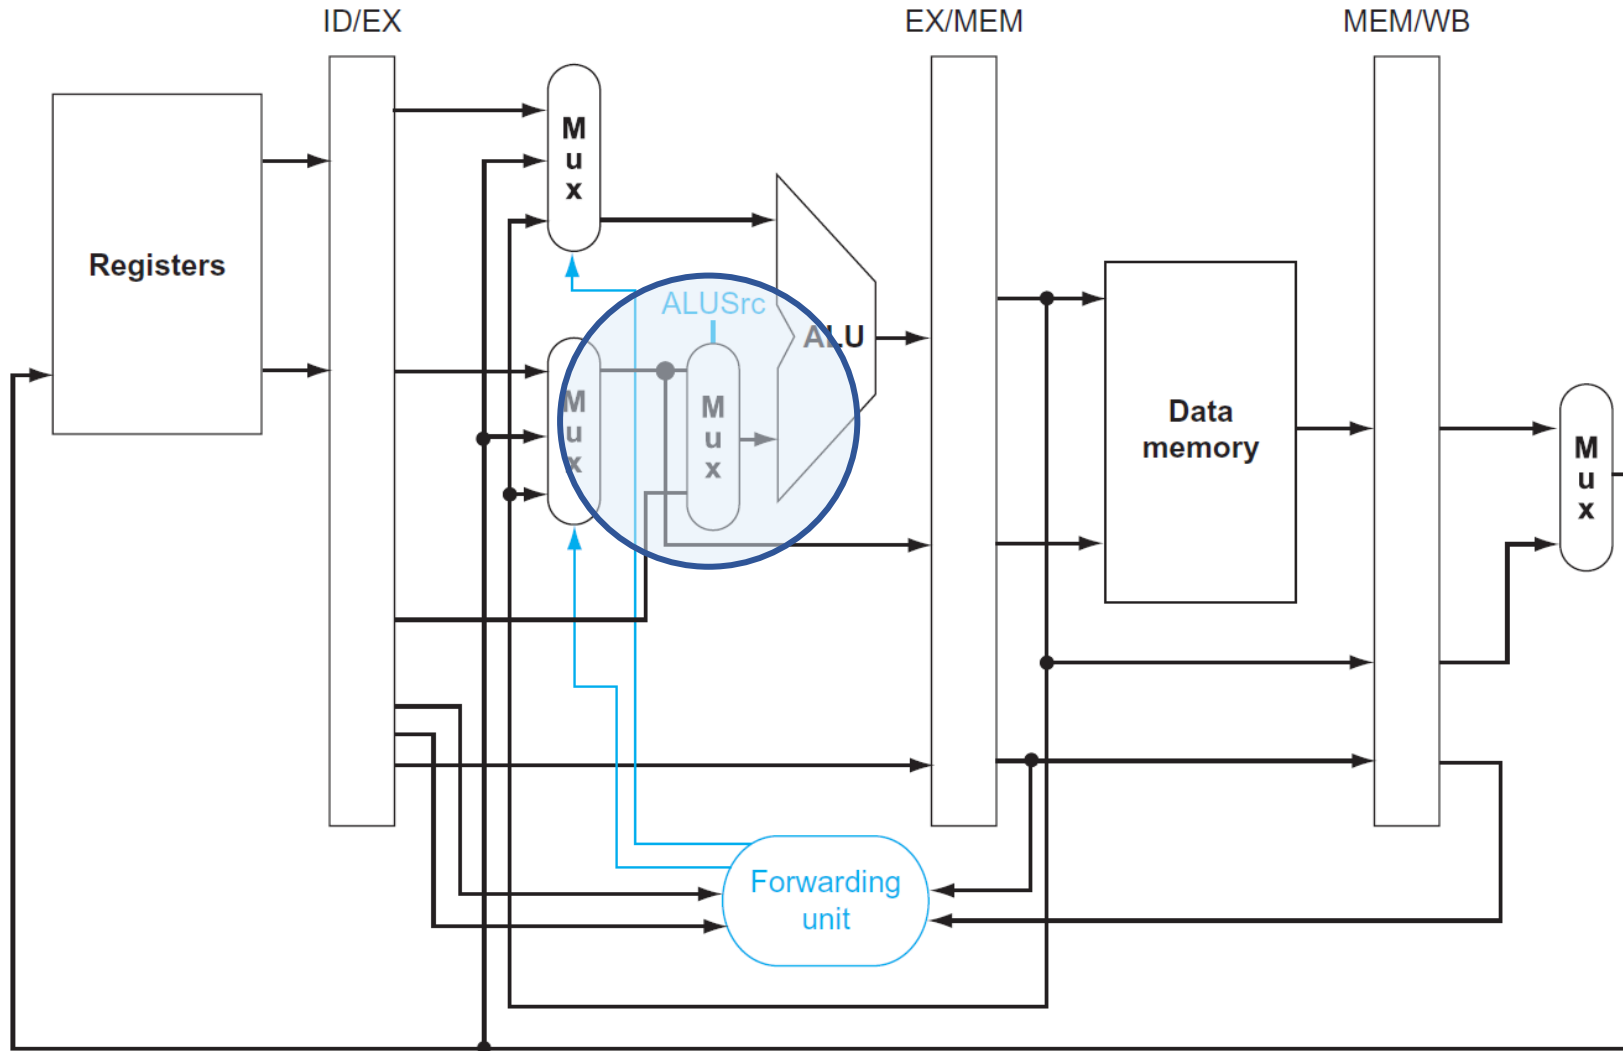 ID/EX
EX/MEM
MEM/WB
M
u
x
Registers
ALUSrc
ALU
M
u
x
M
u
x
Data
memory
M
u
x
Forwarding
unit